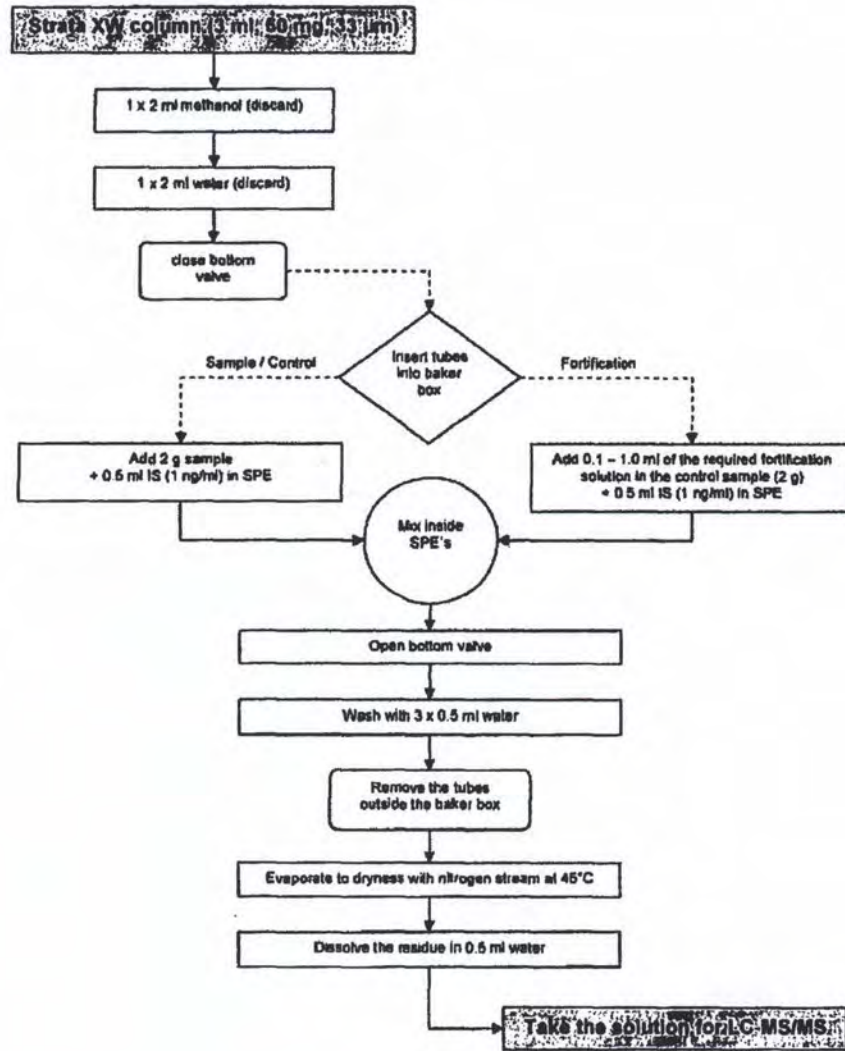 Strata XW column (3 ml, 60 mg, 33 µm)
1 x 2 ml methanol (discard)
1 x 2 ml water (discard)
close bottom
valve
Insert tubes
into baker
box
Sample / Control
Fortification
Add 2 g sample
+ 0.5 ml IS (1 ng/ml) in SPE
Add 0.1 – 1.0 ml of the required fortification
solution in the control sample (2 g)
+ 0.5 ml IS (1 ng/ml) in SPE
Mix inside
SPE's
Open bottom valve
Wash with 3 x 0.5 ml water
Remove the tubes
outside the baker box
Evaporate to dryness with nitrogen stream at 45°C
Dissolve the residue in 0.5 ml water
Take the solution for LC-MS/MS